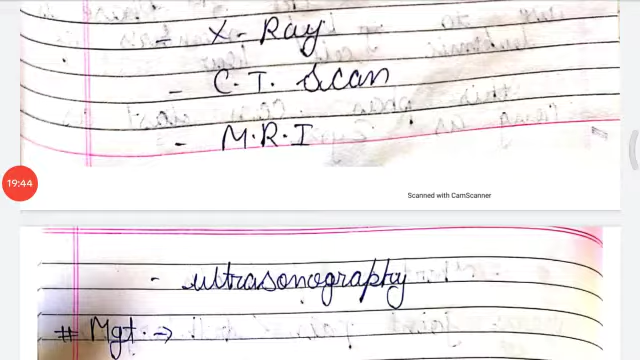 - X-Ray
- C.T. Scan
- M.R.I
19:44
Scanned with CamScanner
- ultrasonography
# Mgt. →